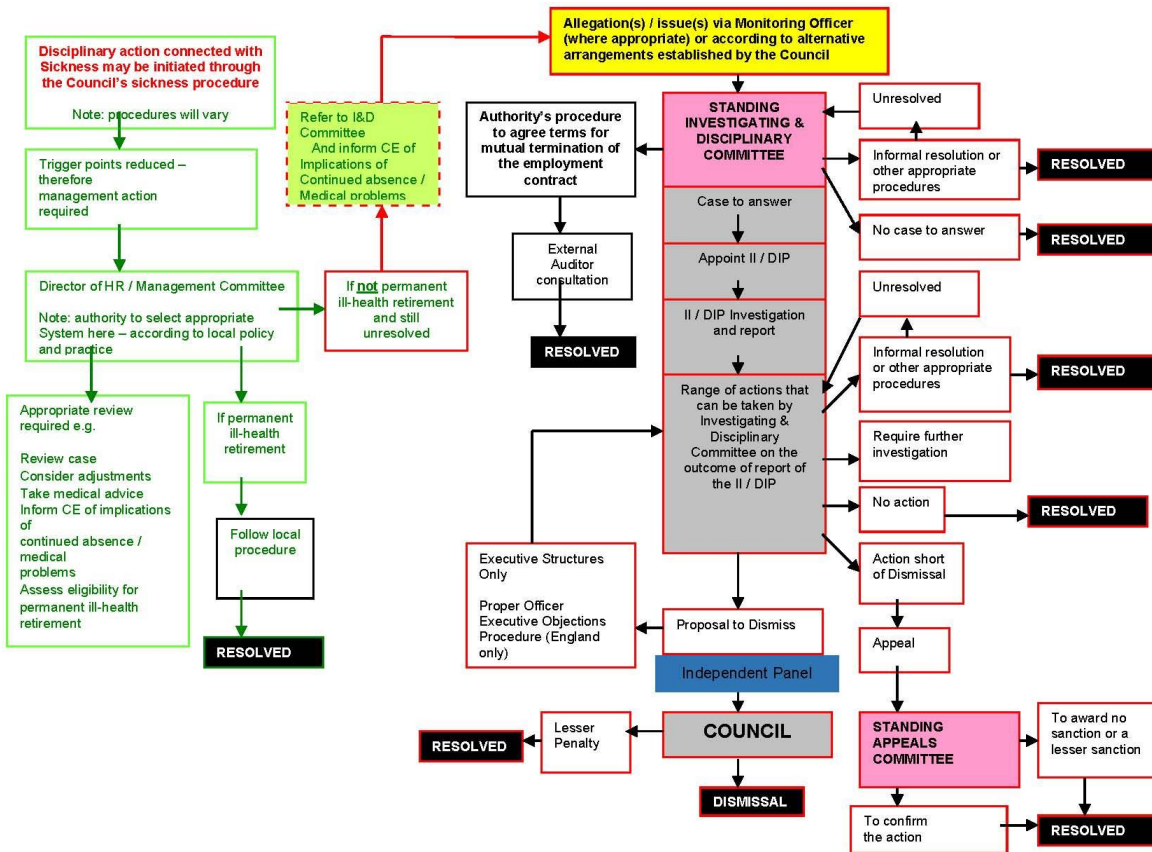 Disciplinary action connected with
Sickness may be initiated through
the Council's sickness procedure
Note: procedures will vary
Trigger points reduced –
therefore
management action
required
Director of HR / Management Committee
Note: authority to select appropriate
System here – according to local policy
and practice
Appropriate review
required e.g.
Review case
Consider adjustments
Take medical advice
Inform CE of implications
of
continued absence /
medical
problems
Assess eligibility for
permanent ill-health
retirement
If permanent
ill-health
retirement
Follow local
procedure
RESOLVED
If not permanent
ill-health retirement
and still
unresolved
Refer to I&D
Committee
And inform CE of
Implications of
Continued absence /
Medical problems
Allegation(s) / issue(s) via Monitoring Officer
(where appropriate) or according to alternative
arrangements established by the Council
Authority's procedure
to agree terms for
mutual termination of
the employment
contract
External
Auditor
consultation
RESOLVED
STANDING
INVESTIGATING &
DISCIPLINARY
COMMITTEE
Unresolved
Informal resolution or
other appropriate
procedures
RESOLVED
No case to answer
RESOLVED
Case to answer
Appoint II / DIP
II / DIP Investigation
and report
Range of actions that
can be taken by
Investigating &
Disciplinary
Committee on the
outcome of report of
the II / DIP
Unresolved
Informal resolution
or other appropriate
procedures
RESOLVED
Require further
investigation
No action
RESOLVED
Action short
of Dismissal
Appeal
Executive Structures
Only
Proper Officer
Executive Objections
Procedure (England
only)
Proposal to Dismiss
Independent Panel
COUNCIL
Lesser
Penalty
RESOLVED
DISMISSAL
STANDING
APPEALS
COMMITTEE
To award no
sanction or a
lesser sanction
To confirm
the action
RESOLVED